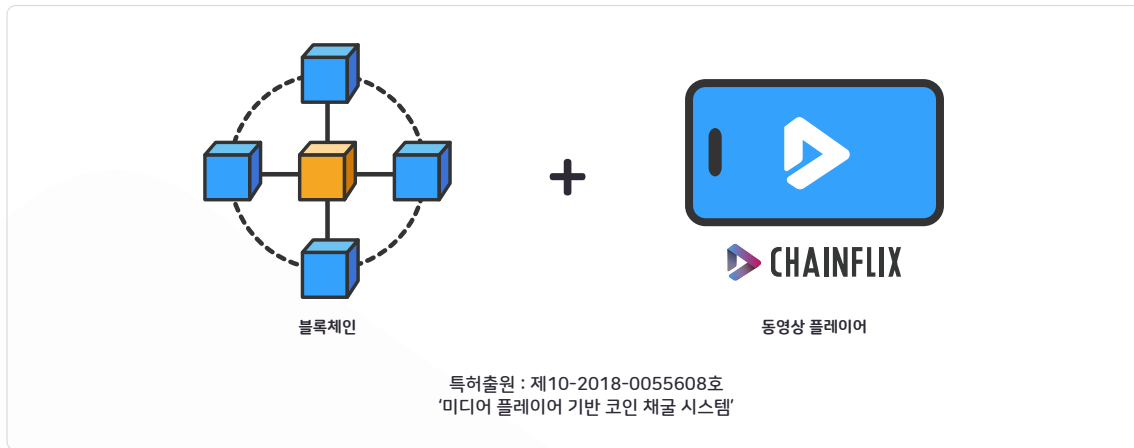 CHAINFLIX
블록체인
동영상 플레이어
특허출원 : 제10-2018-0055608호
‘미디어 플레이어 기반 코인 채굴 시스템’